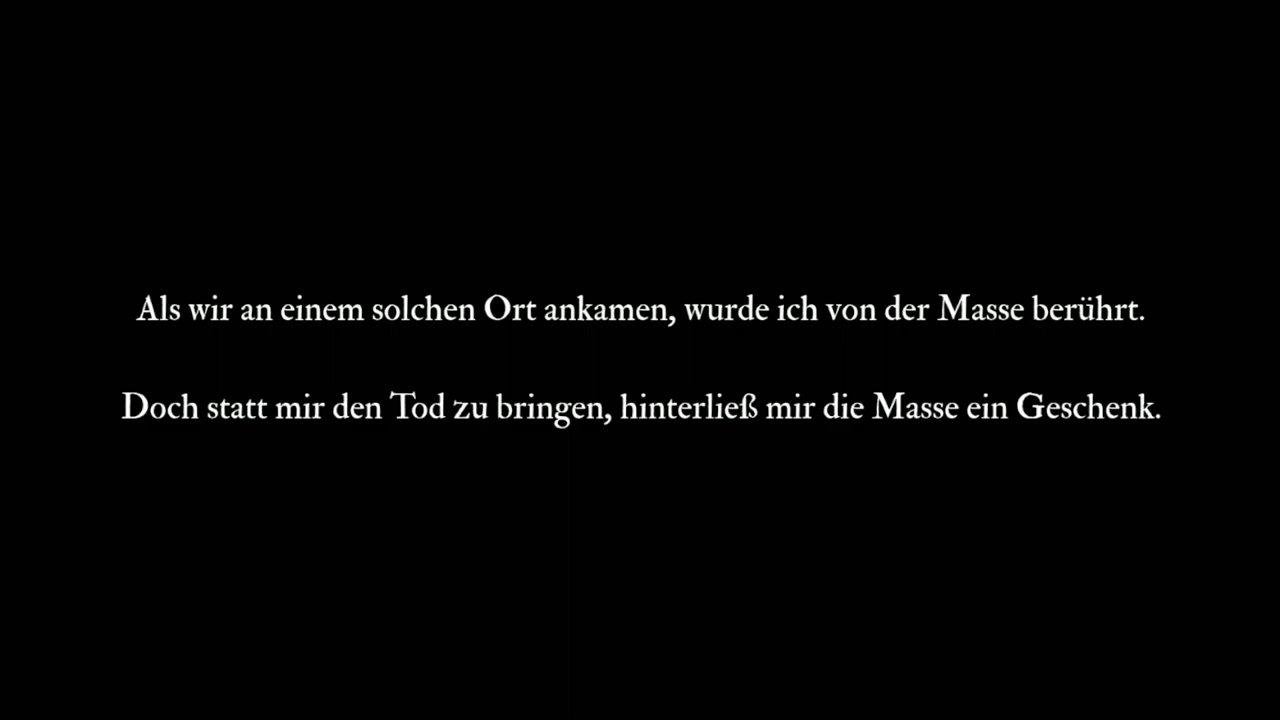 Als wir an einem solchen Ort ankamen, wurde ich von der Masse berührt.
Doch statt mir den Tod zu bringen, hinterließ mir die Masse ein Geschenk.